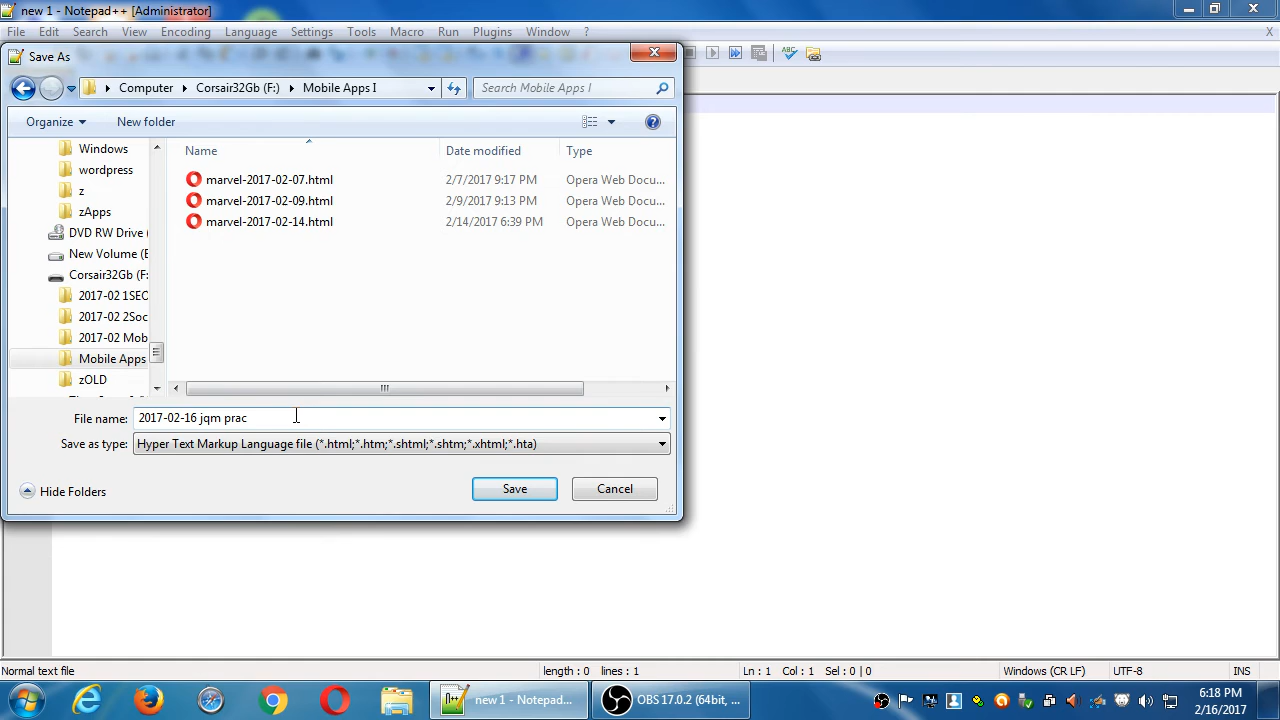 new 1 - Notepad++ [Administrator]
File Edit Search View Encoding Language Settings Tools Macro Run Plugins Window ? X
Save As
Computer Corsair32Gb (F:) Mobile Apps I
Search Mobile Apps I
Organize New folder
Name Date modified Type
Windows
wordpress
z
zApps
DVD RW Drive (
New Volume (E
Corsair32Gb (F:
2017-02 1SEO
2017-02 2Soc
2017-02 Mob
Mobile Apps
zOLD
marvel-2017-02-07.html 2/7/2017 9:17 PM Opera Web Docu...
marvel-2017-02-09.html 2/9/2017 9:13 PM Opera Web Docu...
marvel-2017-02-14.html 2/14/2017 6:39 PM Opera Web Docu...
File name: 2017-02-16 jqm prac
Save as type: Hyper Text Markup Language file (*.html;*.htm;*.shtml;*.shtm;*.xhtml;*.hta)
Hide Folders Save Cancel
Normal text file length : 0 lines : 1 Ln : 1 Col : 1 Sel : 0 | 0 Windows (CR LF) UTF-8 INS
new 1 - Notepad... OBS 17.0.2 (64bit, ...
6:18 PM
2/16/2017